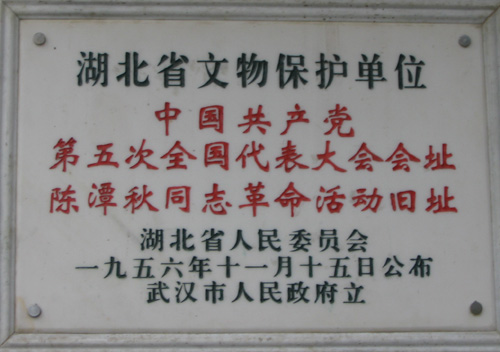 湖北省文物保护单位
中国共产党
第五次全国代表大会会址
陈潭秋同志革命活动旧址
湖北省人民委员会
一九五六年十一月十五日公布
武汉市人民政府立